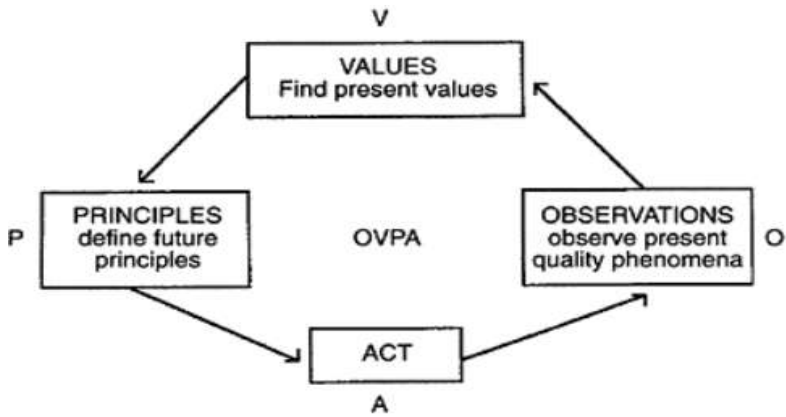 V
VALUES
Find present values
P
PRINCIPLES
define future
principles
OVPA
OBSERVATIONS
observe present
quality phenomena
O
ACT
A